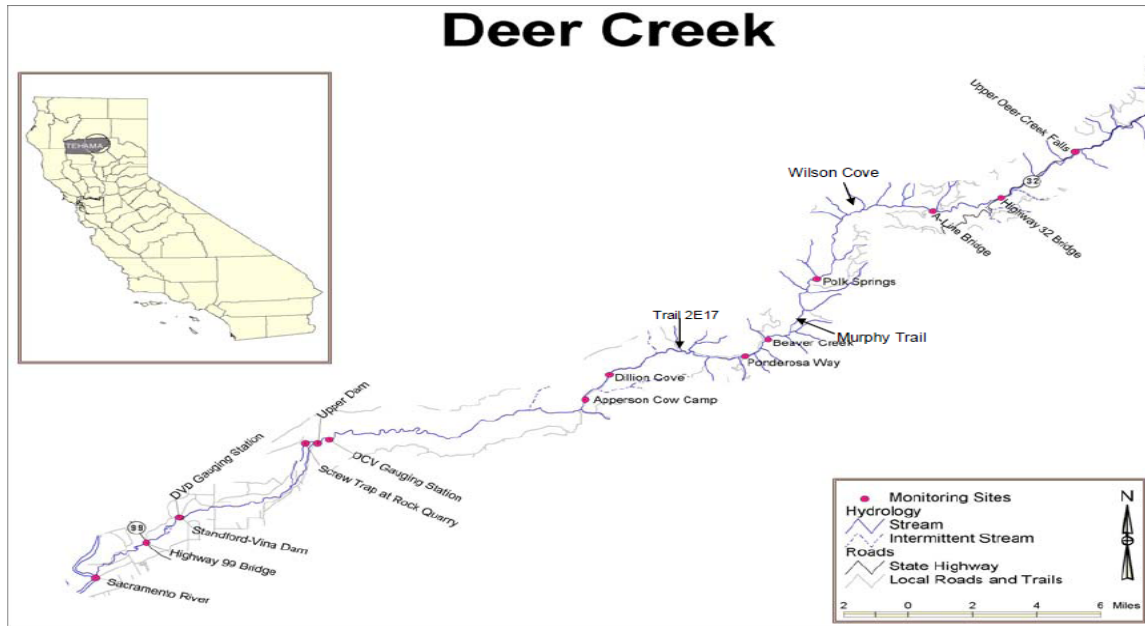 Deer Creek
TEHAMA
Upper Deer Creek Falls
32
Wilson Cove
Highway 32 Bridge
A-Line Bridge
Polk Springs
Trail 2E17
Murphy Trail
Beaver Creek
Ponderosa Way
Dillion Cove
Apperson Cow Camp
Upper Dam
DCV Gauging Station
DVD Gauging Station
Screw Trap at Rock Quarry
99
Standford-Vina Dam
Highway 99 Bridge
Sacramento River
Monitoring Sites
N
Hydrology
Stream
Intermittent Stream
Roads
State Highway
Local Roads and Trails
2 0 2 4 6 Miles